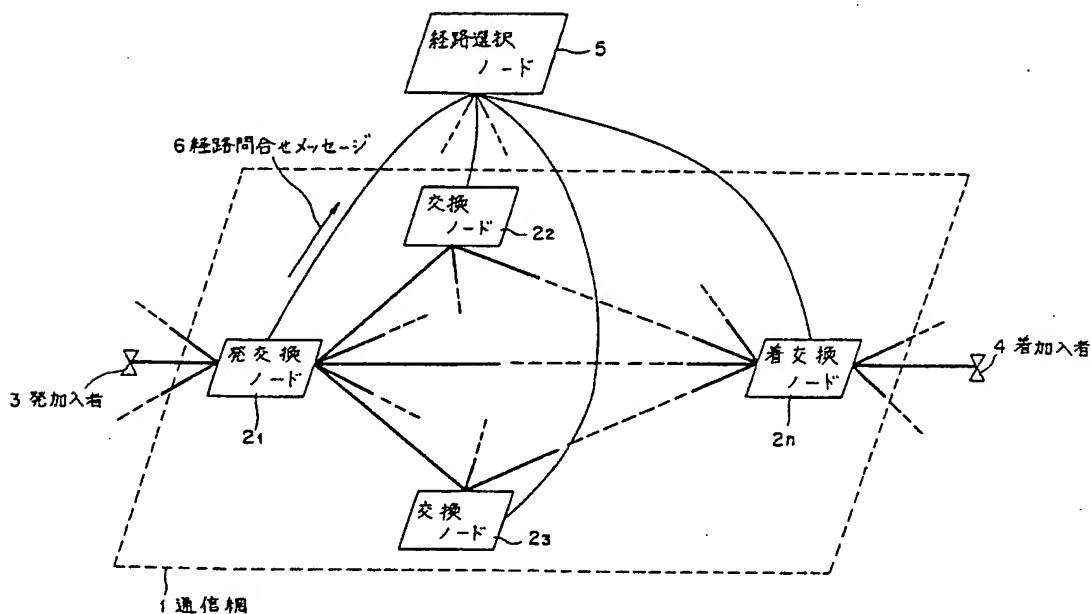 経路選択
ノード
5
6経路問合せメッセージ
交換
ノード
22
発交換
ノード
21
着交換
ノード
2n
3 発加入者
4 着加入者
交換
ノード
23
1 通信網